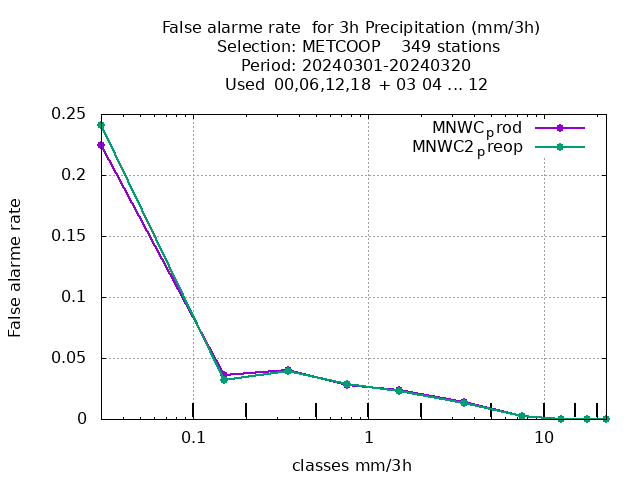 False alarme rate  for 3h Precipitation (mm/3h)
Selection: METCOOP    349 stations
Period: 20240301-20240320
Used  00,06,12,18 + 03 04 ... 12
MNWCprod
MNWC2preop
0.25
0.2
0.15
0.1
0.05
0
False alarme rate
0.1 1 10
classes mm/3h